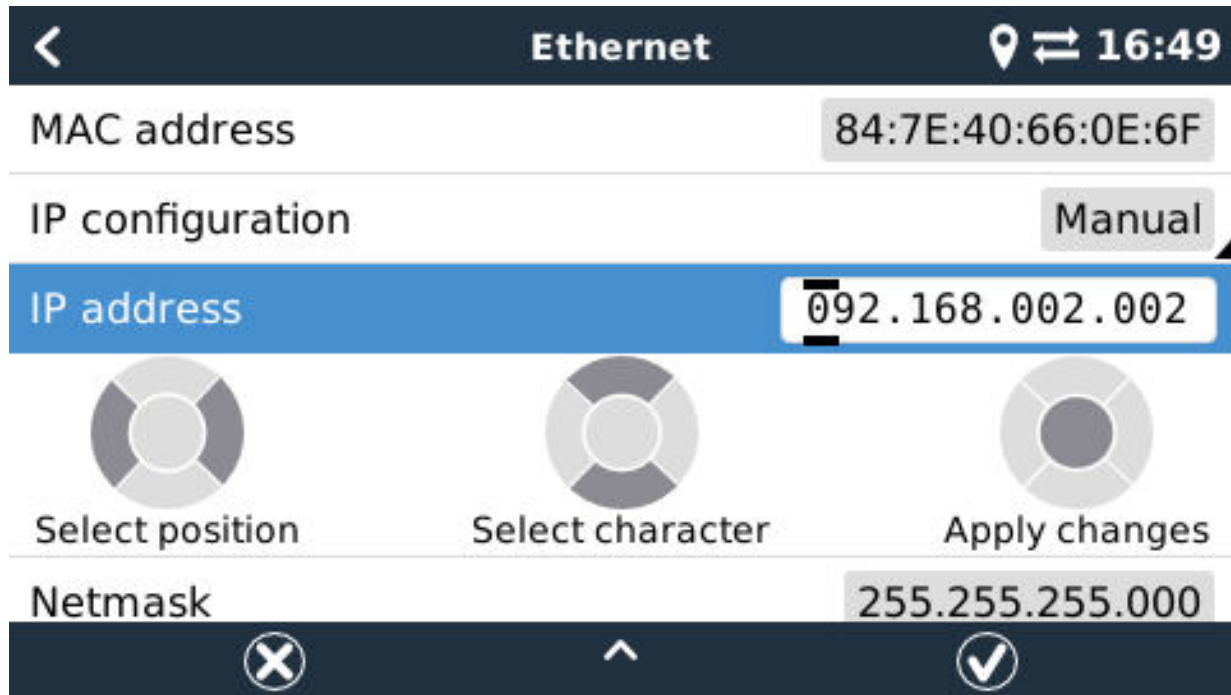 Ethernet 16:49
MAC address 84:7E:40:66:0E:6F
IP configuration Manual
IP address 092.168.002.002
Select position Select character Apply changes
Netmask 255.255.255.000